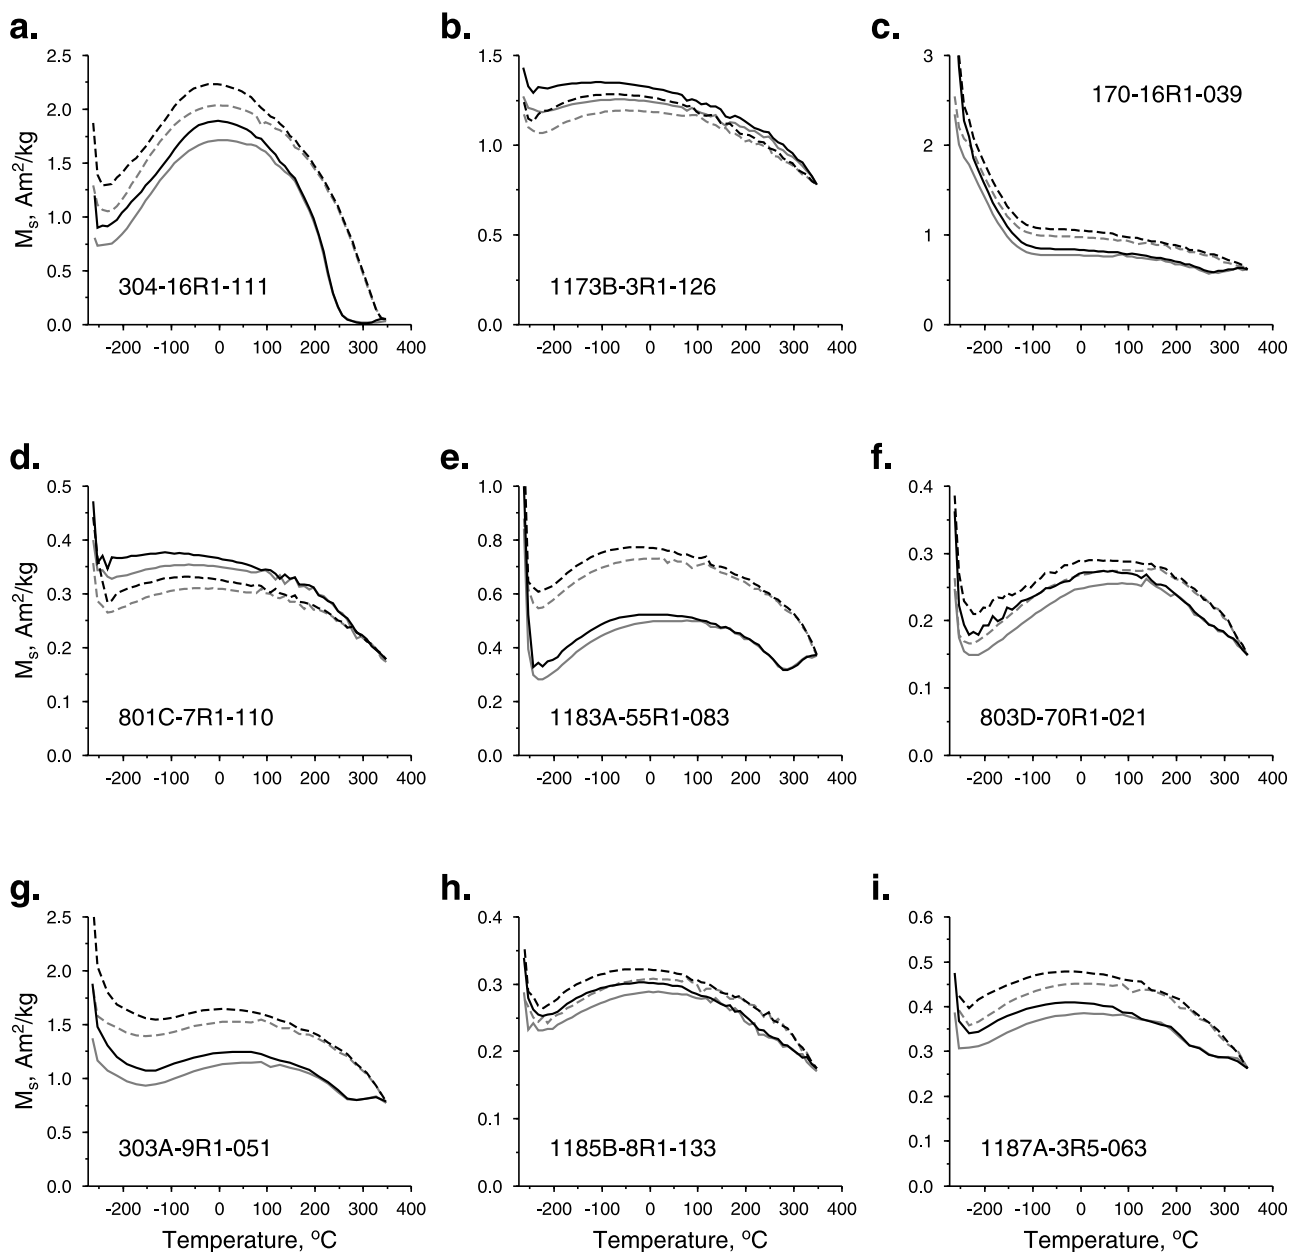 a.
b.
c.
2.5
2.0
1.5
1.0
0.5
0.0
Ms, Am2/kg
304-16R1-111
-200 -100 0 100 200 300 400
1.5
1.0
0.5
0.0
1173B-3R1-126
-200 -100 0 100 200 300 400
3
2
1
0
170-16R1-039
-200 -100 0 100 200 300 400
d.
e.
f.
0.5
0.4
0.3
0.2
0.1
0.0
Ms, Am2/kg
801C-7R1-110
-200 -100 0 100 200 300 400
1.0
0.8
0.6
0.4
0.2
0.0
1183A-55R1-083
-200 -100 0 100 200 300 400
0.4
0.3
0.2
0.1
0.0
803D-70R1-021
-200 -100 0 100 200 300 400
g.
h.
i.
2.5
2.0
1.5
1.0
0.5
0.0
Ms, Am2/kg
303A-9R1-051
-200 -100 0 100 200 300 400
Temperature, oC
0.4
0.3
0.2
0.1
0.0
1185B-8R1-133
-200 -100 0 100 200 300 400
Temperature, oC
0.6
0.5
0.4
0.3
0.2
0.1
0.0
1187A-3R5-063
-200 -100 0 100 200 300 400
Temperature, oC